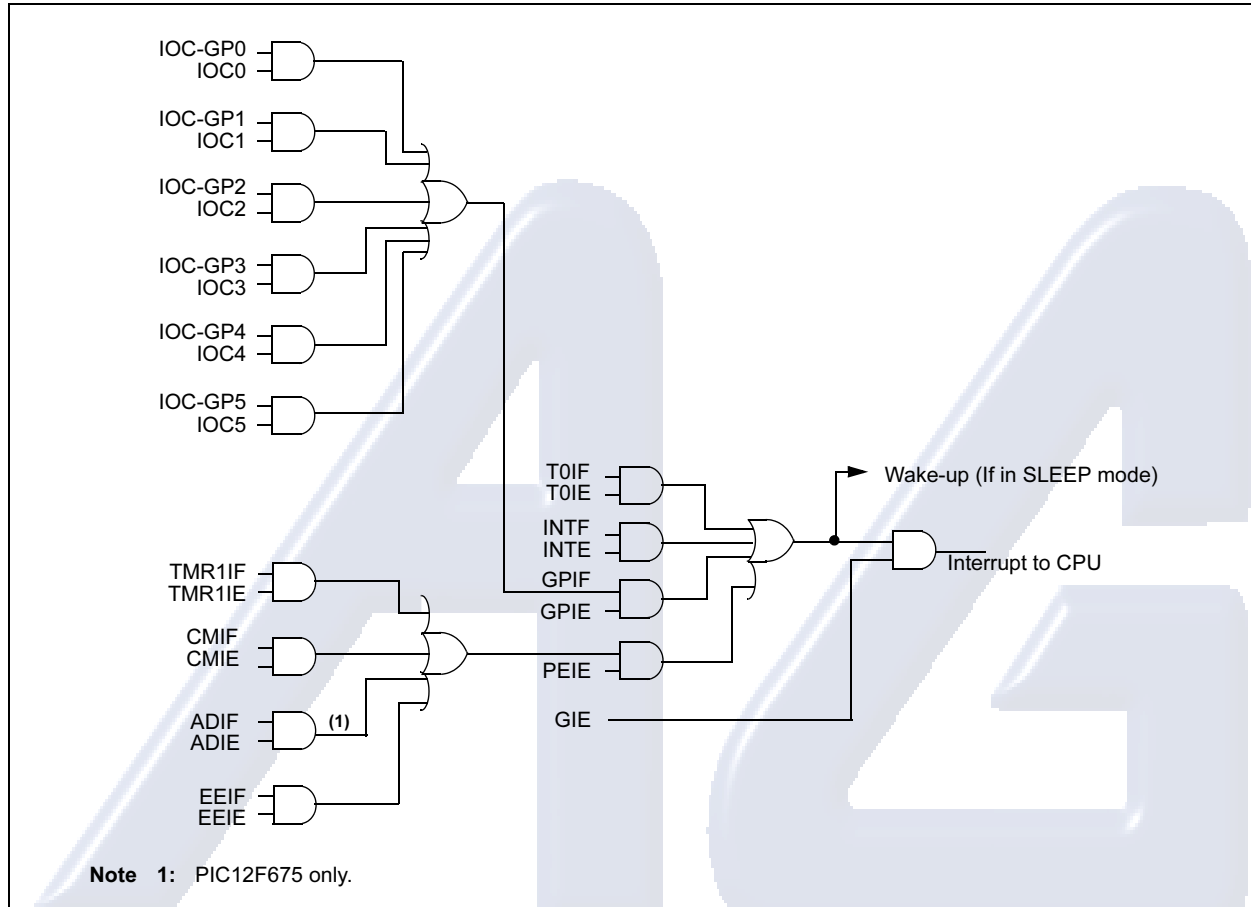 IOC-GP0
IOC0
IOC-GP1
IOC1
IOC-GP2
IOC2
IOC-GP3
IOC3
IOC-GP4
IOC4
IOC-GP5
IOC5
T0IF
T0IE
Wake-up (If in SLEEP mode)
INTF
INTE
Interrupt to CPU
TMR1IF
TMR1IE
GPIF
GPIE
CMIF
CMIE
PEIE
ADIF
ADIE
(1)
GIE
EEIF
EEIE
Note 1: PIC12F675 only.